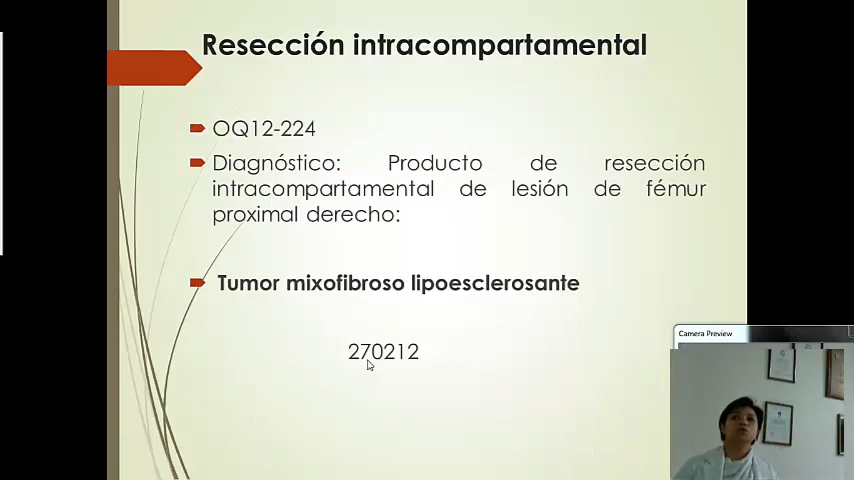 Resección intracompartamental
OQ12-224
Diagnóstico: Producto de resección
intracompartamental de lesión de fémur
proximal derecho:
Tumor mixofibroso lipoesclerosante
270212
Camera Preview